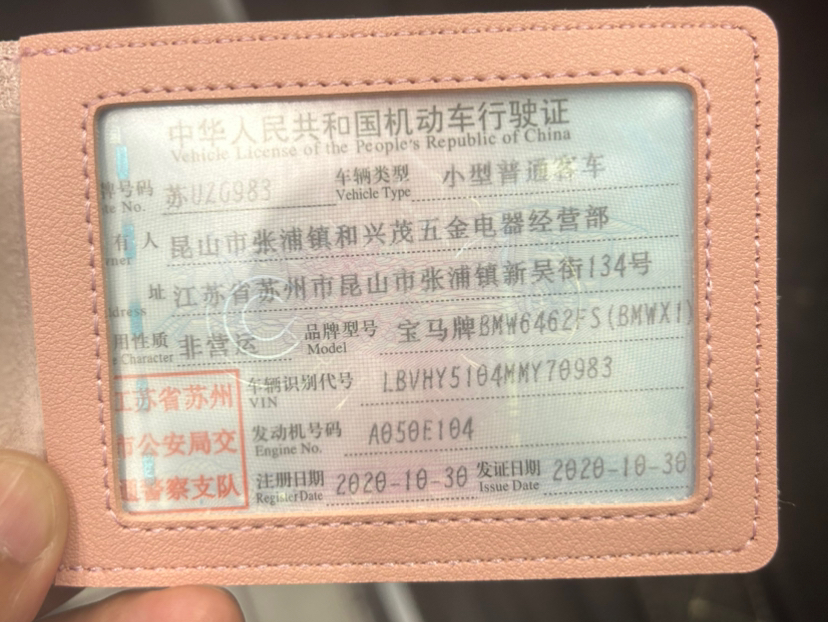 中华人民共和国机动车行驶证
Vehicle License of the People's Republic of China
牌号码 苏UZG983 车辆类型 小型普通客车
te No. Vehicle Type
有人 昆山市张浦镇和兴茂五金电器经营部
ner
址 江苏省苏州市昆山市张浦镇新吴街134号
ddress
用性质 非营运 品牌型号 宝马牌BMW6462FS(BMWX1)
e Character Model
江苏省苏州 车辆识别代号 LBVHY5104MMY70983
VIN
市公安局交 发动机号码 A050E104
Engine No.
通警察支队 注册日期 2020-10-30 发证日期 2020-10-30
Register Date Issue Date